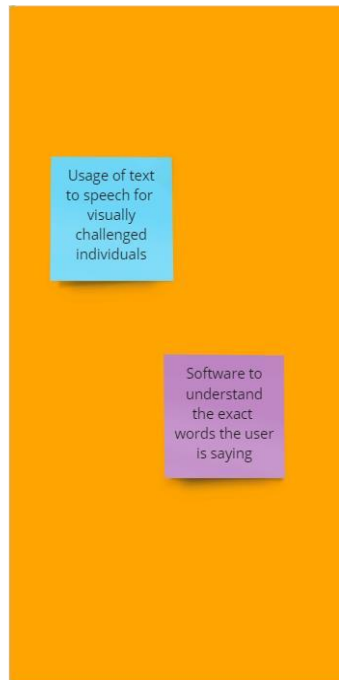 Usage of text
to speech for
visually
challenged
individuals
Software to
understand
the exact
words the user
is saying